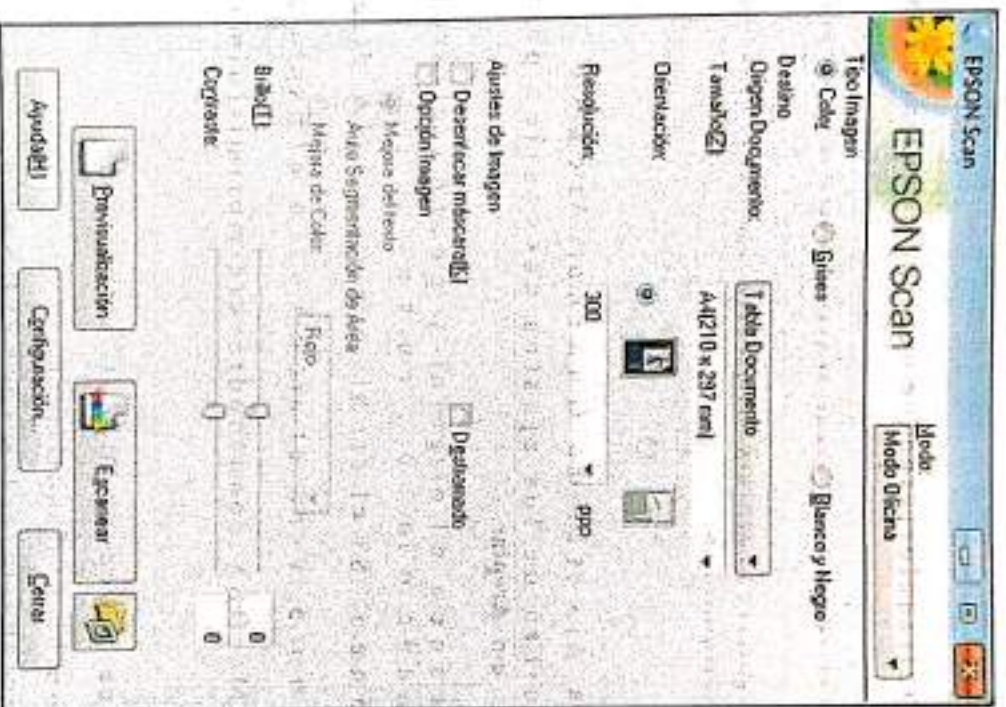 EPSON Scan
EPSON Scan
Modo:
Modo Oficina
Tipo Imagen
Color
Grises
Blanco y Negro
Destino
Origen Documento:
Tabla Documento
Tamaño(Z)
A4(210 x 297 mm)
Orientación:
Resolución:
300
ppp
Ajustes de Imagen
Desenfocar máscara(K)
Destramado
Opción Imagen
Mejora del texto
Auto Segmentación de Area
Mejora de Color
Rojo
Brillo(T)
0
Contraste
0
Previsualización
Escanear
Ayuda(H)
Configuración...
Cerrar